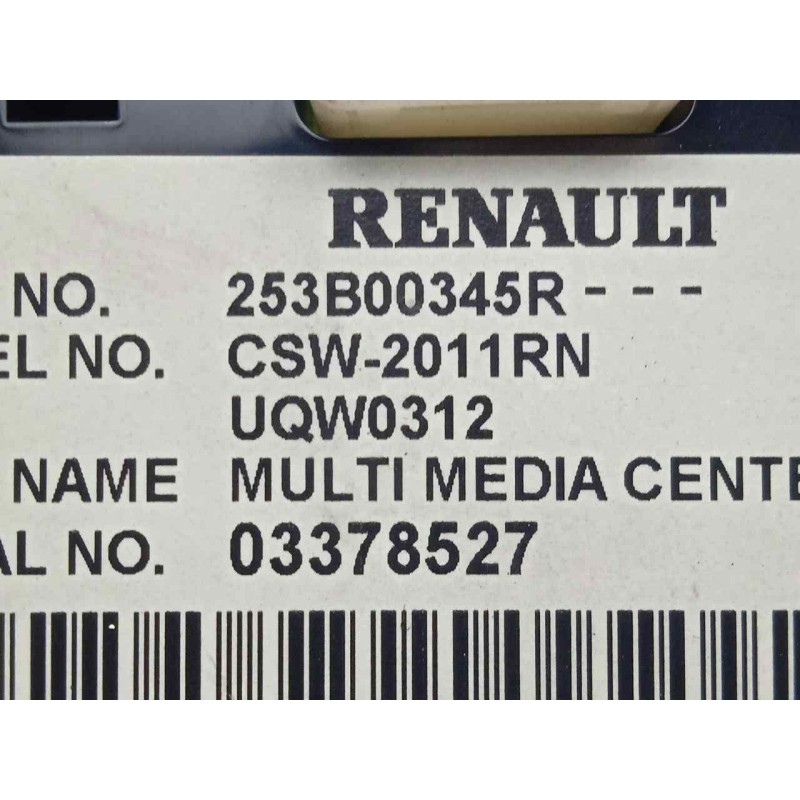 RENAULT
NO. 253B00345R - - -
EL NO. CSW-2011RN
UQW0312
NAME MULTI MEDIA CENTE
AL NO. 03378527